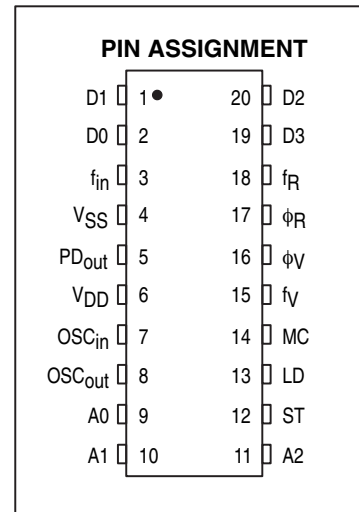 PIN ASSIGNMENT
D1 1 20 D2
D0 2 19 D3
fin 3 18 fR
VSS 4 17 ϕR
PDout 5 16 ϕV
VDD 6 15 fV
OSCin 7 14 MC
OSCout 8 13 LD
A0 9 12 ST
A1 10 11 A2